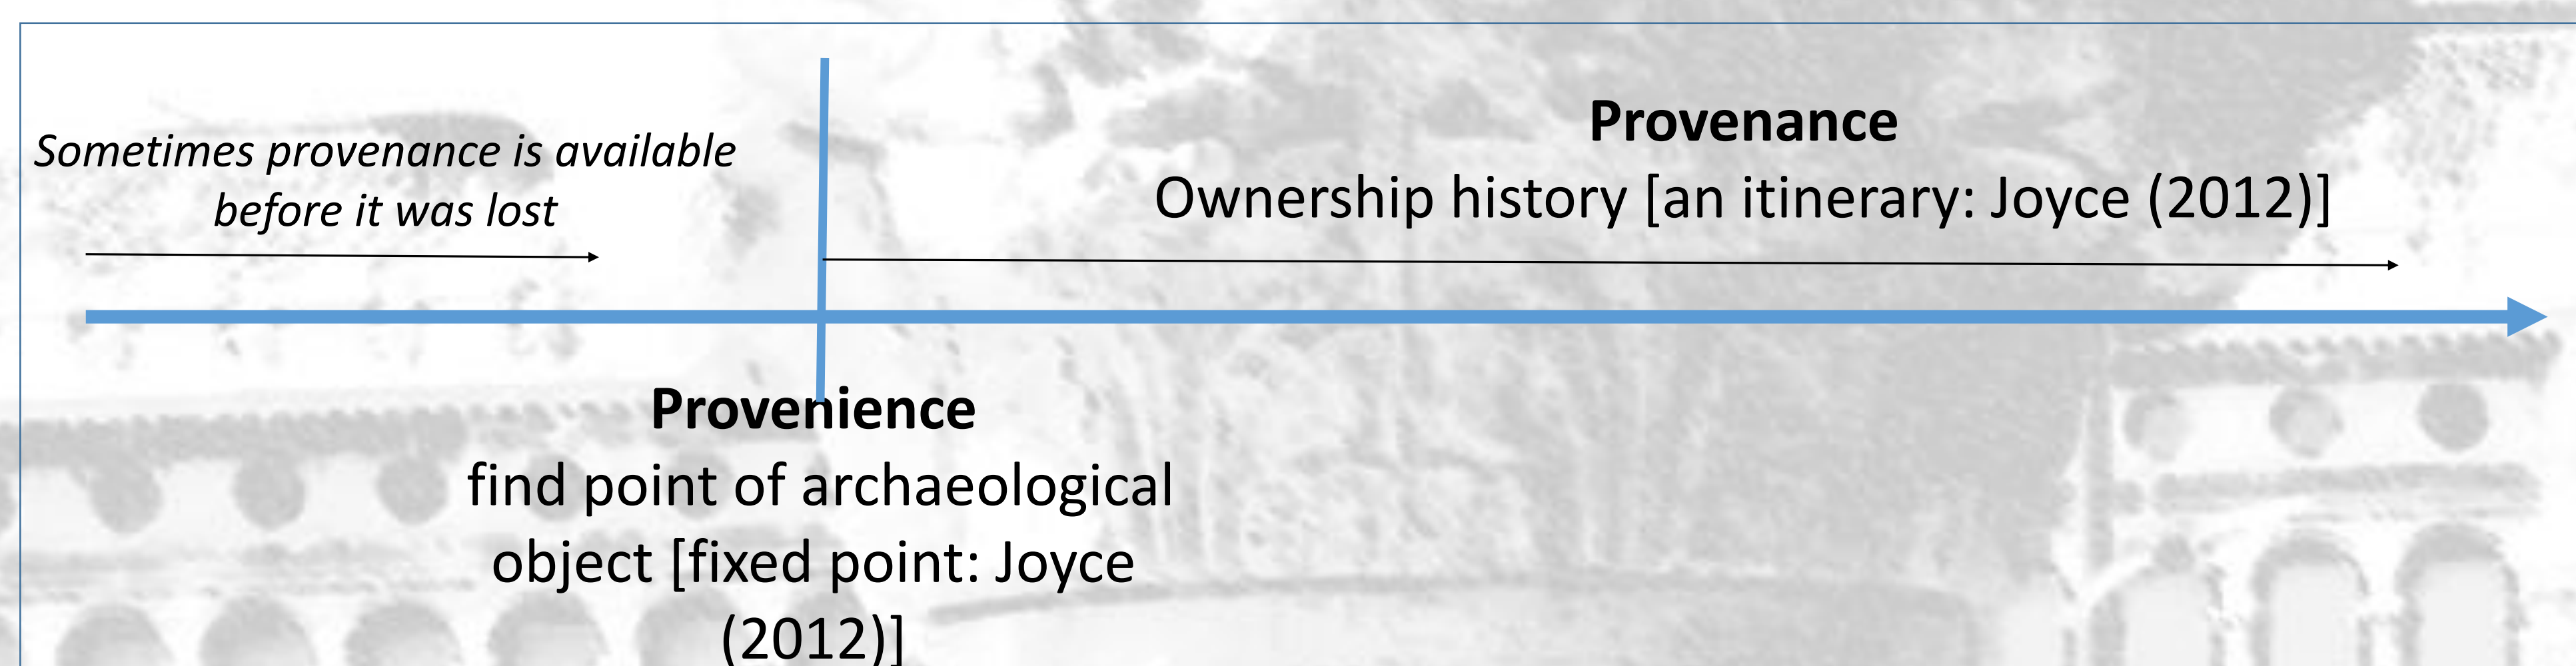 Sometimes provenance is available
before it was lost
Provenance
Ownership history [an itinerary: Joyce (2012)]
Provenience
find point of archaeological
object [fixed point: Joyce
(2012)]